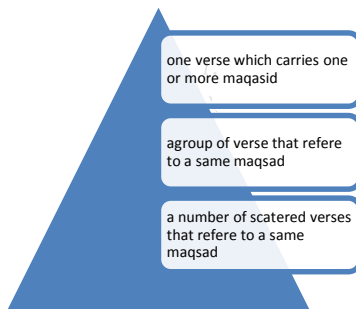 one verse which carries one
or more maqasid
agroup of verse that refere
to a same maqsad
a number of scatered verses
that refere to a same
maqsad